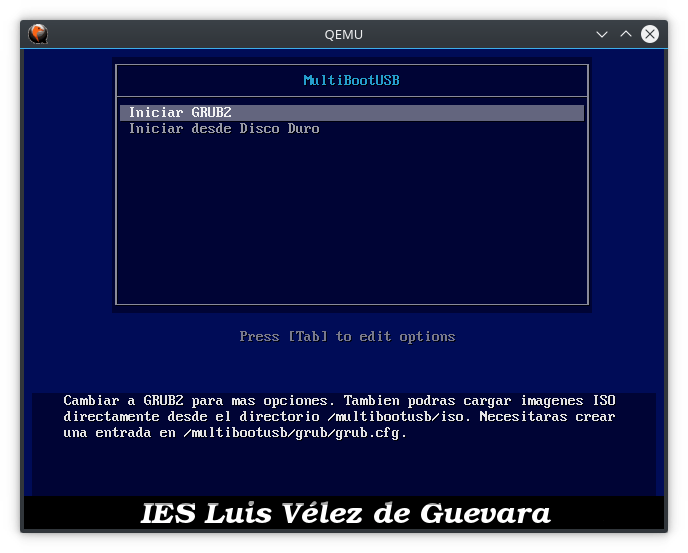 QEMU
MultiBootUSB
Iniciar GRUB2
Iniciar desde Disco Duro
Press [Tab] to edit options
Cambiar a GRUB2 para mas opciones. Tambien podras cargar imagenes ISO
directamente desde el directorio /multibootusb/iso. Necesitaras crear
una entrada en /multibootusb/grub/grub.cfg.
IES Luis Vélez de Guevara